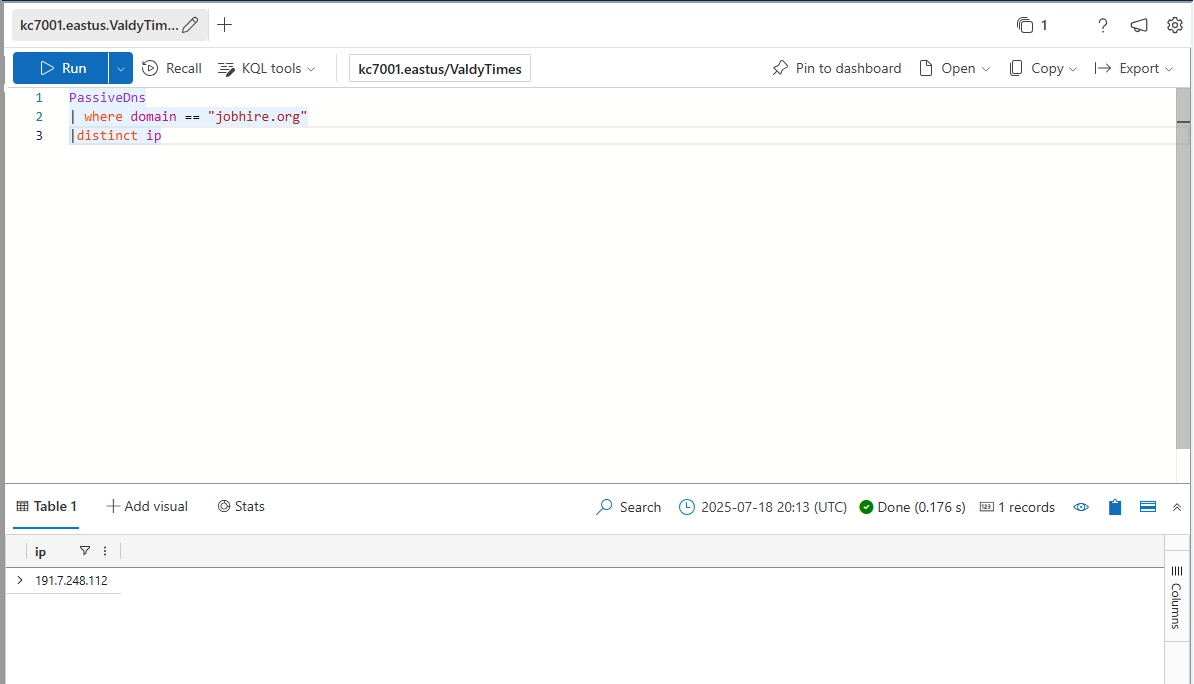 kc7001.eastus.ValdyTim...
1
Run
Recall
KQL tools
kc7001.eastus/ValdyTimes
Pin to dashboard
Open
Copy
Export
1 PassiveDns
2 | where domain == "jobhire.org"
3 |distinct ip
Table 1
Add visual
Stats
Search
2025-07-18 20:13 (UTC)
Done (0.176 s)
1 records
ip
191.7.248.112
Columns